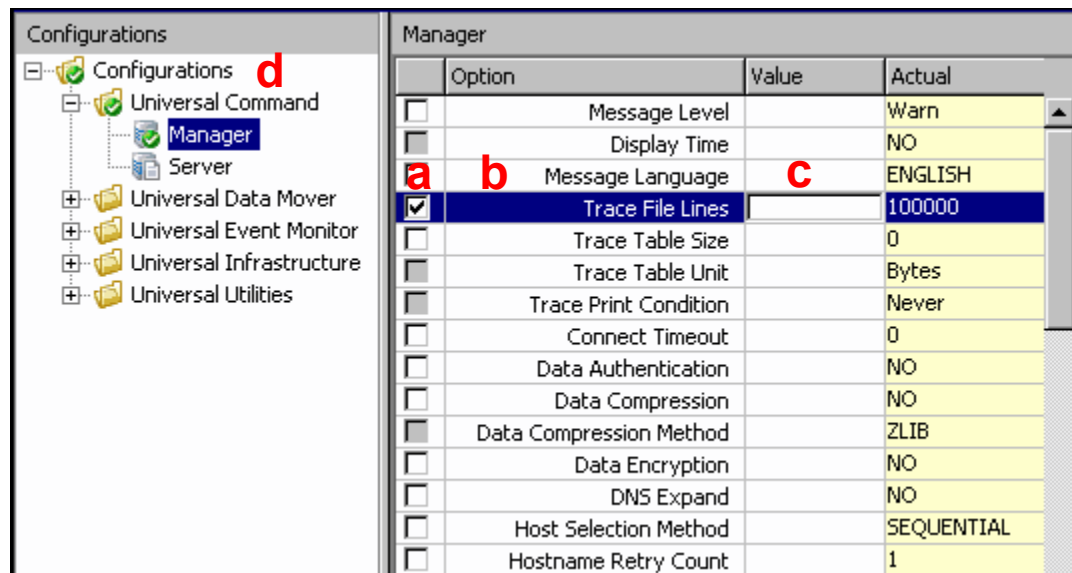 Configurations
Configurations d
Universal Command
Manager
Server
Universal Data Mover
Universal Event Monitor
Universal Infrastructure
Universal Utilities
Manager
Option Value Actual
Message Level Warn
Display Time NO
a b Message Language c ENGLISH
Trace File Lines 100000
Trace Table Size 0
Trace Table Unit Bytes
Trace Print Condition Never
Connect Timeout 0
Data Authentication NO
Data Compression NO
Data Compression Method ZLIB
Data Encryption NO
DNS Expand NO
Host Selection Method SEQUENTIAL
Hostname Retry Count 1